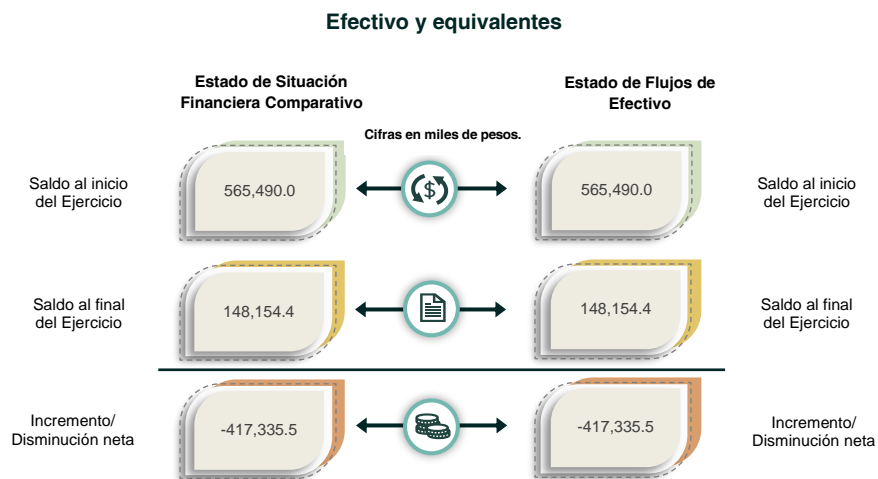 Efectivo y equivalentes
Estado de Situación
Financiera Comparativo
Estado de Flujos de
Efectivo
Cifras en miles de pesos.
Saldo al inicio
del Ejercicio
565,490.0
$
565,490.0
Saldo al inicio
del Ejercicio
Saldo al final
del Ejercicio
148,154.4
148,154.4
Saldo al final
del Ejercicio
Incremento/
Disminución neta
-417,335.5
-417,335.5
Incremento/
Disminución neta